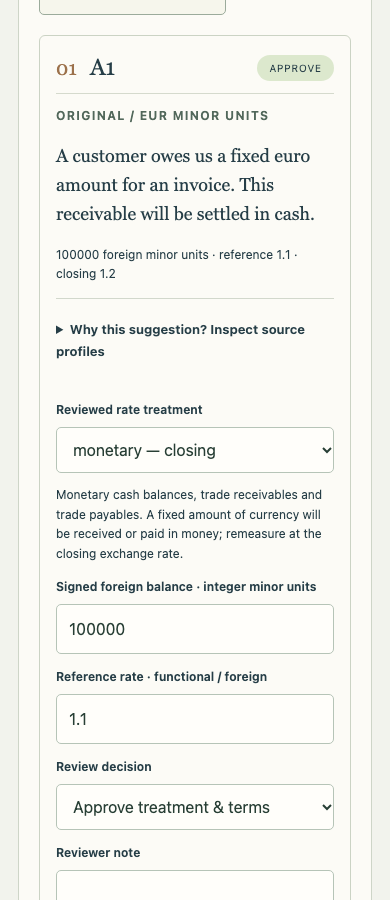 01 A1 APPROVE
ORIGINAL / EUR MINOR UNITS
A customer owes us a fixed euro
amount for an invoice. This
receivable will be settled in cash.
100000 foreign minor units · reference 1.1 ·
closing 1.2
▶ Why this suggestion? Inspect source
profiles
Reviewed rate treatment
monetary — closing
Monetary cash balances, trade receivables and
trade payables. A fixed amount of currency will
be received or paid in money; remeasure at the
closing exchange rate.
Signed foreign balance · integer minor units
100000
Reference rate · functional / foreign
1.1
Review decision
Approve treatment & terms
Reviewer note